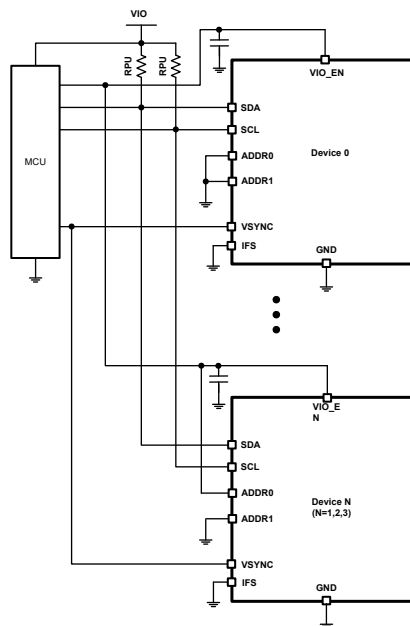 VIO
RPU
RPU
VIO_EN
MCU
SDA
SCL
ADDR0
ADDR1
Device 0
VSYNC
IFS
GND
VIO_E
N
SDA
SCL
ADDR0
ADDR1
Device N
(N=1,2,3)
VSYNC
IFS
GND